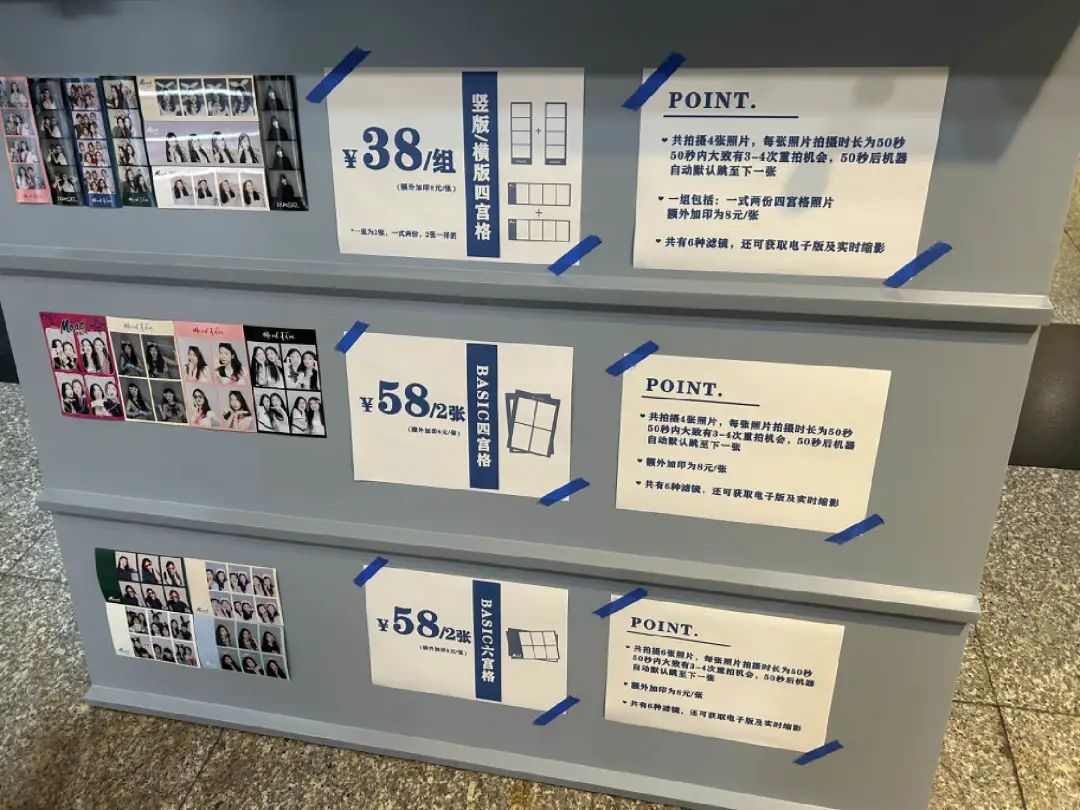 ¥38/组
(额外加印8元/张)
*一组为2张，一式两份，2张一样的
竖版/横版四宫格
POINT.
共拍摄4张照片，每张照片拍摄时长为50秒
50秒内大致有3-4次重拍机会，50秒后机器
自动默认跳至下一张
一组包括：一式两份四宫格照片
额外加印为8元/张
共有6种滤镜，还可获取电子版及实时缩影
Mood
¥58/2张
(额外加印8元/张)
BASIC四宫格
POINT.
共拍摄4张照片，每张照片拍摄时长为50秒
50秒内大致有3-4次重拍机会，50秒后机器
自动默认跳至下一张
额外加印为8元/张
共有6种滤镜，还可获取电子版及实时缩影
¥58/2张
(额外加印8元/张)
BASIC六宫格
POINT.
共拍摄6张照片，每张照片拍摄时长为50秒
50秒内大致有3-4次重拍机会，50秒后机器
自动默认跳至下一张
额外加印为8元/张
共有6种滤镜，还可获取电子版及实时缩影